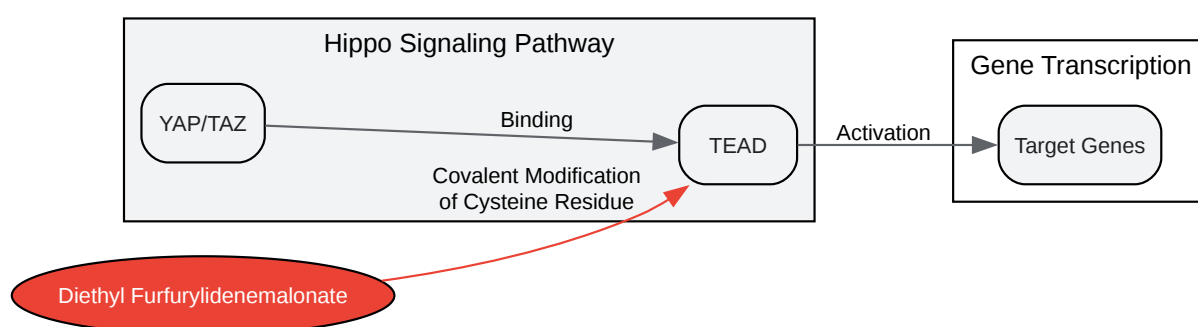 Hippo Signaling Pathway
Gene Transcription
YAP/TAZ
Binding
TEAD
Activation
Target Genes
Covalent Modification
of Cysteine Residue
Diethyl Furfurylidenemalonate